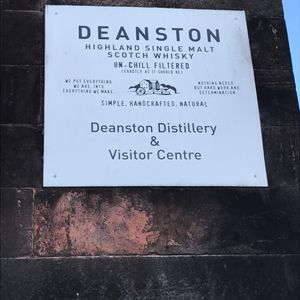 DEANSTON
HIGHLAND SINGLE MALT
SCOTCH WHISKY
UN-CHILL FILTERED
(EXACTLY AS IT SHOULD BE)
WE PUT EVERYTHING
WE ARE, INTO
EVERYTHING WE MAKE.
NOTHING ADDED
BUT HARD WORK AND
DETERMINATION
SIMPLE, HANDCRAFTED, NATURAL
Deanston Distillery
&
Visitor Centre